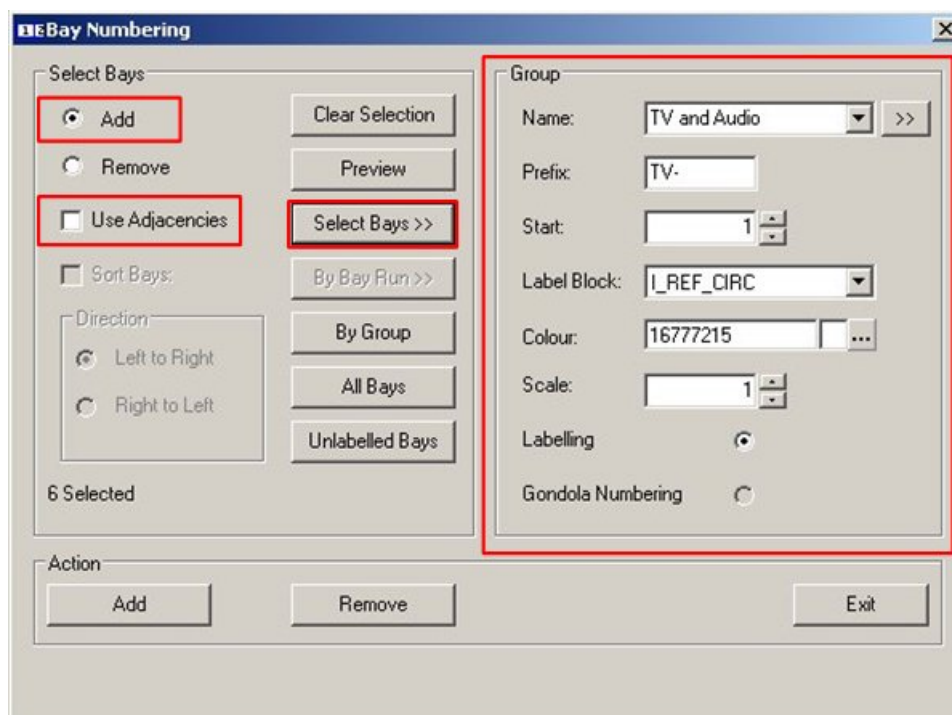 Bay Numbering
Select Bays
Add
Remove
Use Adjacencies
Sort Bays:
Direction
Left to Right
Right to Left
6 Selected
Clear Selection
Preview
Select Bays >>
By Bay Run >>
By Group
All Bays
Unlabelled Bays
Group
Name: TV and Audio >>
Prefix: TV-
Start: 1
Label Block: I_REF_CIRC
Colour: 16777215 ...
Scale: 1
Labelling
Gondola Numbering
Action
Add Remove Exit